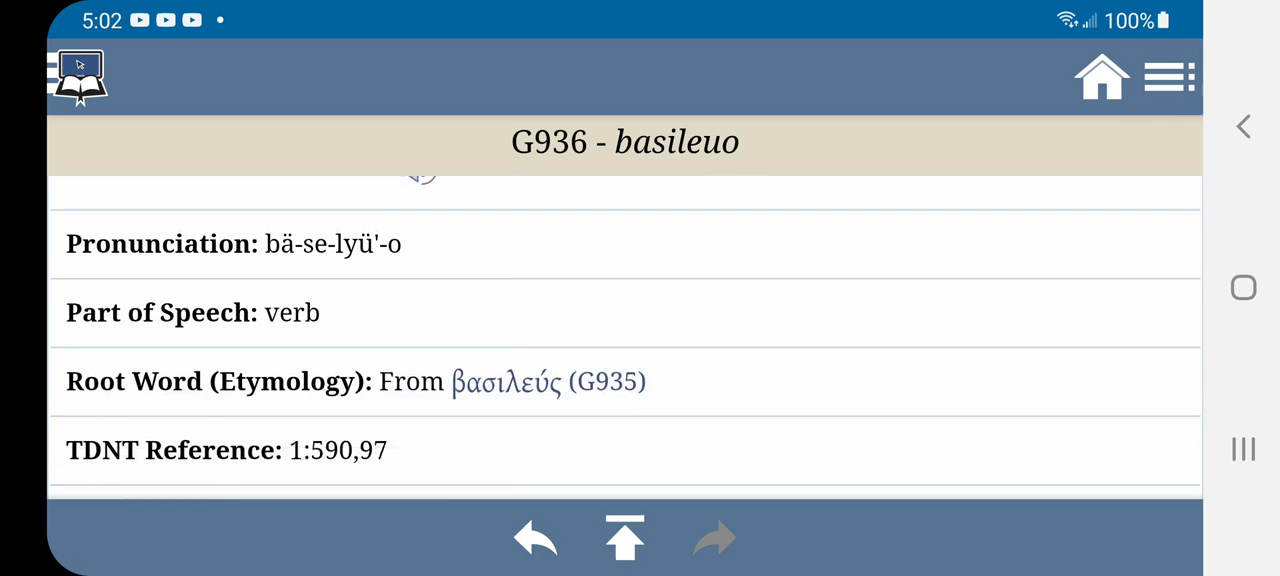 5:02
100%
G936 - basileuo
Pronunciation: bä-se-lyü'-o
Part of Speech: verb
Root Word (Etymology): From βασιλεύς (G935)
TDNT Reference: 1:590,97